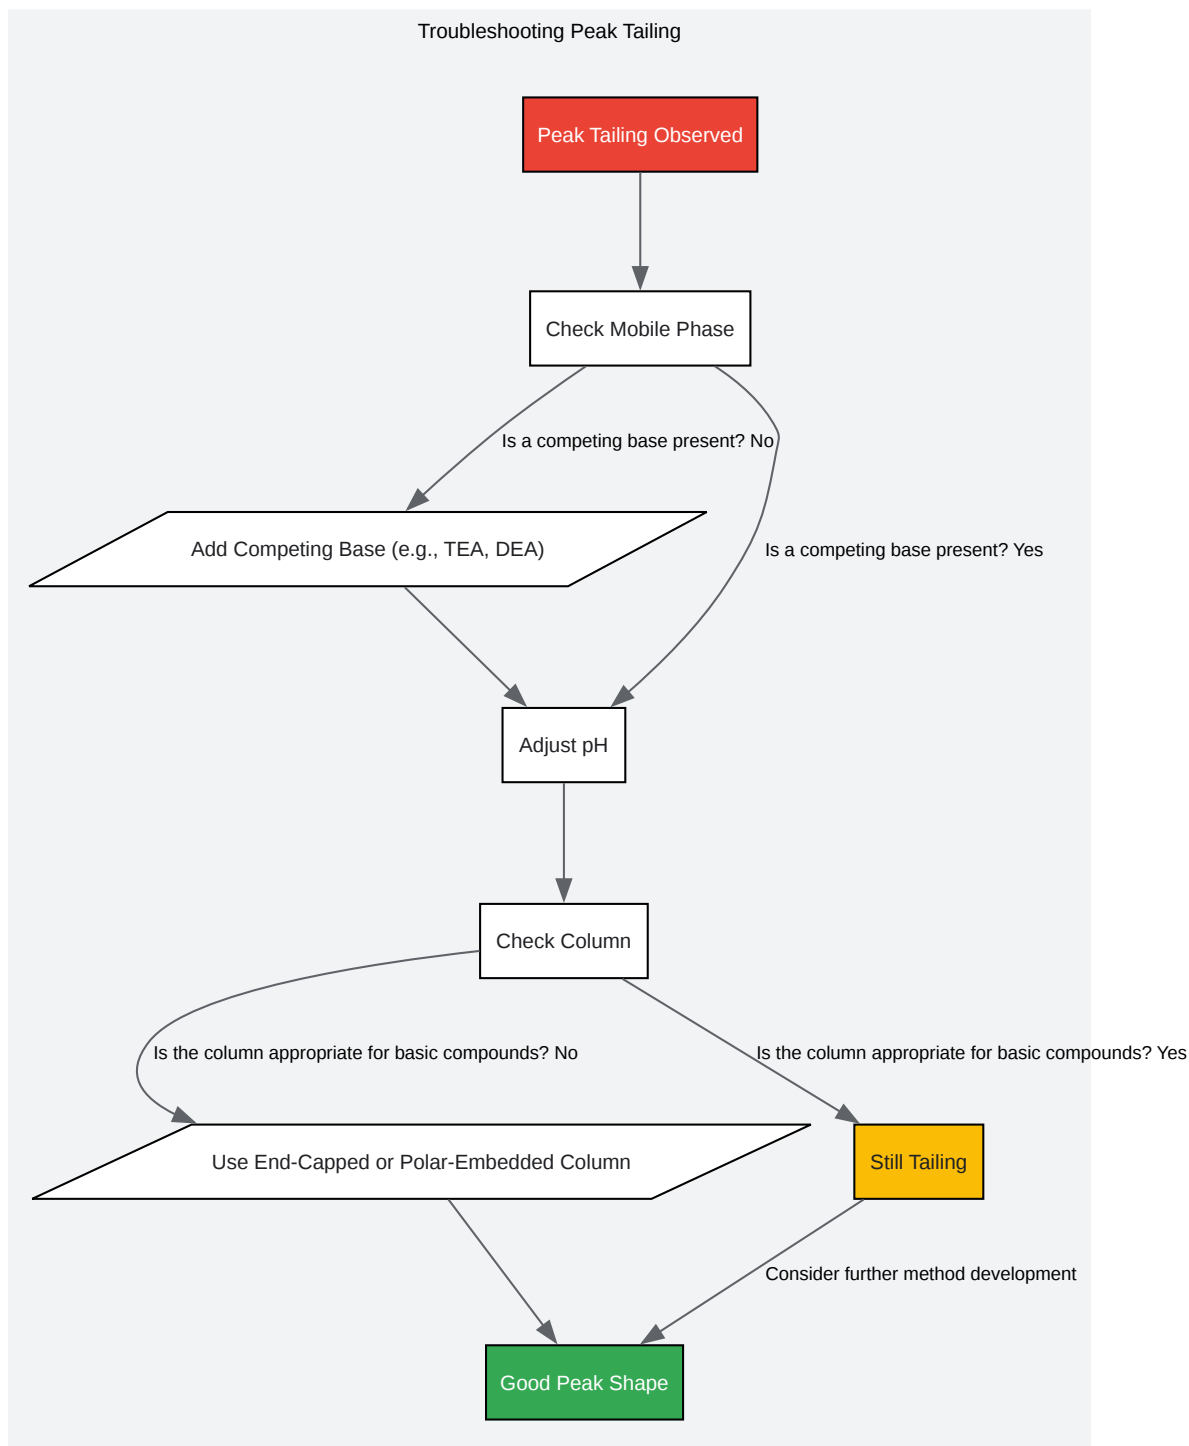 Troubleshooting Peak Tailing
Peak Tailing Observed
Check Mobile Phase
Is a competing base present? No
Add Competing Base (e.g., TEA, DEA)
Is a competing base present? Yes
Adjust pH
Check Column
Is the column appropriate for basic compounds? No
Is the column appropriate for basic compounds? Yes
Use End-Capped or Polar-Embedded Column
Still Tailing
Consider further method development
Good Peak Shape